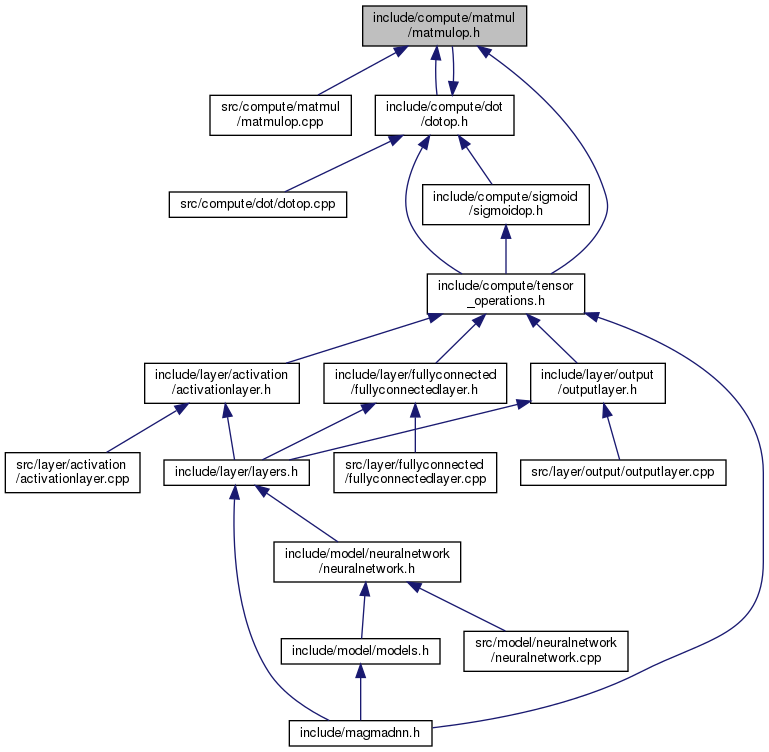 include/compute/matmul
/matmulop.h
src/compute/matmul
/matmulop.cpp
include/compute/dot
/dotop.h
src/compute/dot/dotop.cpp
include/compute/sigmoid
/sigmoidop.h
include/compute/tensor
_operations.h
include/layer/activation
/activationlayer.h
include/layer/fullyconnected
/fullyconnectedlayer.h
include/layer/output
/outputlayer.h
src/layer/activation
/activationlayer.cpp
include/layer/layers.h
src/layer/fullyconnected
/fullyconnectedlayer.cpp
src/layer/output/outputlayer.cpp
include/model/neuralnetwork
/neuralnetwork.h
include/model/models.h
src/model/neuralnetwork
/neuralnetwork.cpp
include/magmadnn.h